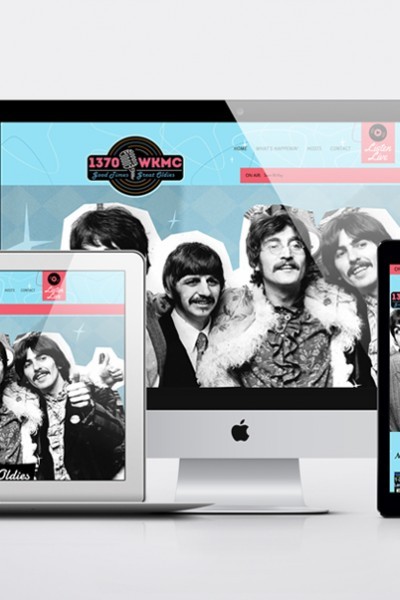 1370 WKMC
Good Times Great Oldies
HOME WHAT'S HAPPENIN' HOSTS CONTACT
Listen
Live
ON AIR
HOSTS CONTACT
Listen
Live
Oldies